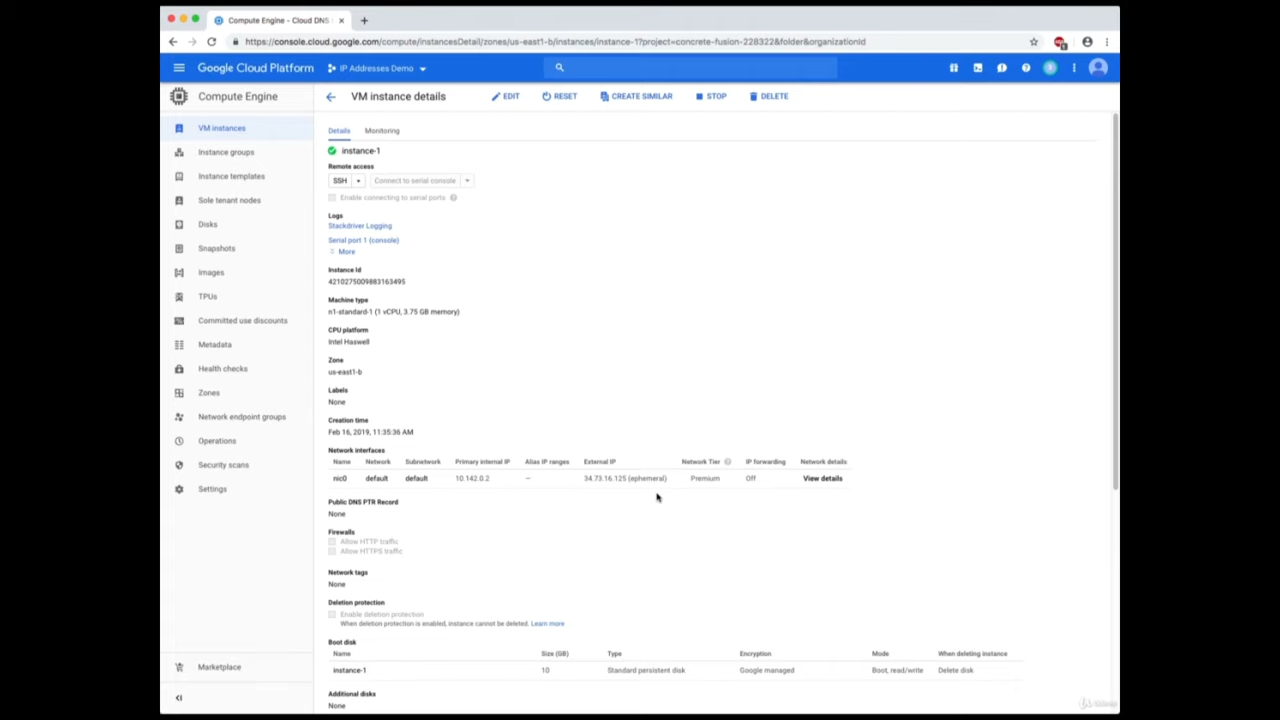 Compute Engine - Cloud DNS
https://console.cloud.google.com/compute/instancesDetail/zones/us-east1-b/instances/instance-1?project=concrete-fusion-228322&folder&organizationId
Google Cloud Platform
IP Addresses Demo
Compute Engine
VM instance details
EDIT
RESET
CREATE SIMILAR
STOP
DELETE
VM instances
Instance groups
Instance templates
Sole tenant nodes
Disks
Snapshots
Images
TPUs
Committed use discounts
Metadata
Health checks
Zones
Network endpoint groups
Operations
Security scans
Settings
Marketplace
Details Monitoring
instance-1
Remote access
SSH Connect to serial console
Enable connecting to serial ports
Logs
Stackdriver Logging
Serial port 1 (console)
More
Instance Id
4210275009883163495
Machine type
n1-standard-1 (1 vCPU, 3.75 GB memory)
CPU platform
Intel Haswell
Zone
us-east1-b
Labels
None
Creation time
Feb 16, 2019, 11:35:36 AM
Network interfaces
Name Network Subnetwork Primary internal IP Alias IP ranges External IP Network Tier IP forwarding Network details
nic0 default default 10.142.0.2 — 34.73.16.125 (ephemeral) Premium Off View details
Public DNS PTR Record
None
Firewalls
Allow HTTP traffic
Allow HTTPS traffic
Network tags
None
Deletion protection
Enable deletion protection
When deletion protection is enabled, instance cannot be deleted. Learn more
Boot disk
Name Size (GB) Type Encryption Mode When deleting instance
instance-1 10 Standard persistent disk Google managed Boot, read/write Delete disk
Additional disks
None